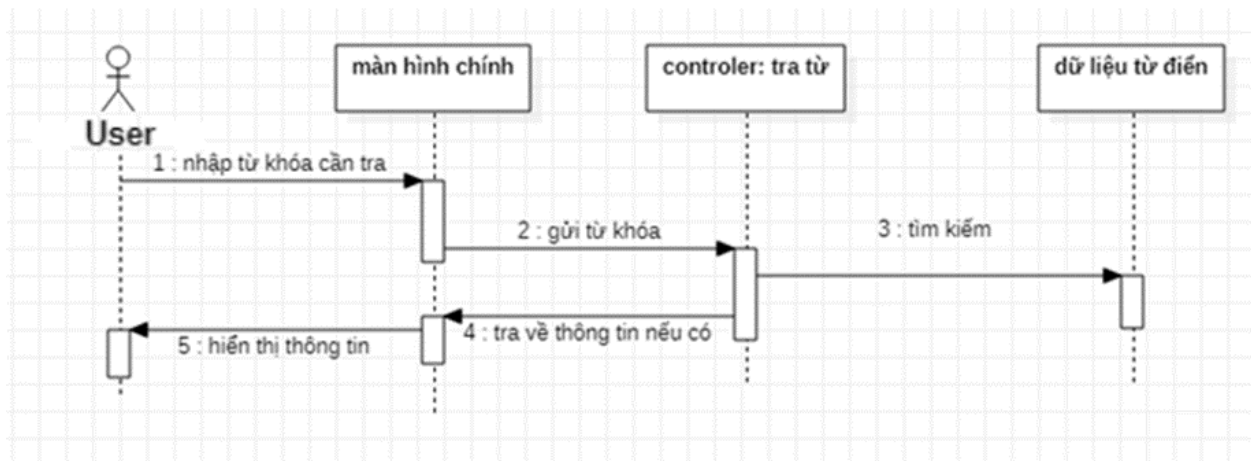 màn hình chính
controler: tra từ
dữ liệu từ điển
User
1 : nhập từ khóa cần tra
2 : gửi từ khóa
3 : tìm kiếm
4 : tra về thông tin nếu có
5 : hiển thị thông tin